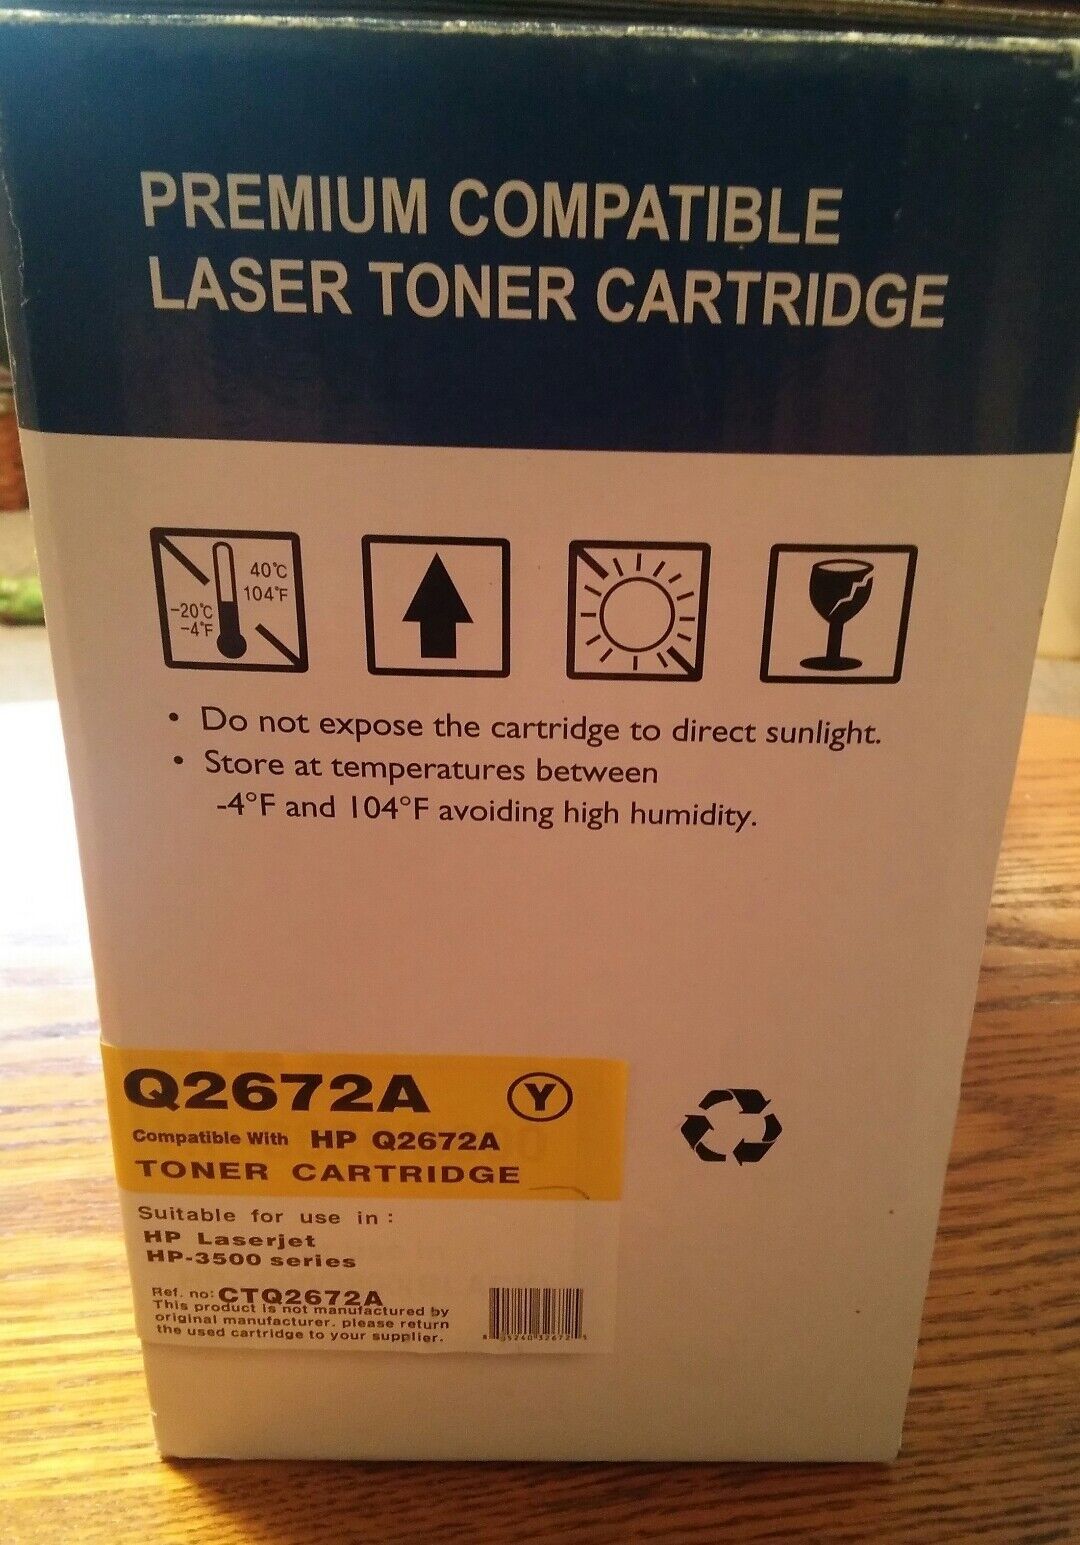 PREMIUM COMPATIBLE
LASER TONER CARTRIDGE
40°C
104°F
-20°C
-4°F
• Do not expose the cartridge to direct sunlight.
• Store at temperatures between
-4°F and 104°F avoiding high humidity.
Q2672A Y
Compatible With HP Q2672A
TONER CARTRIDGE
Suitable for use in :
HP Laserjet
HP-3500 series
Ref. no: CTQ2672A
This product is not manufactured by
original manufacturer. please return
the used cartridge to your supplier.